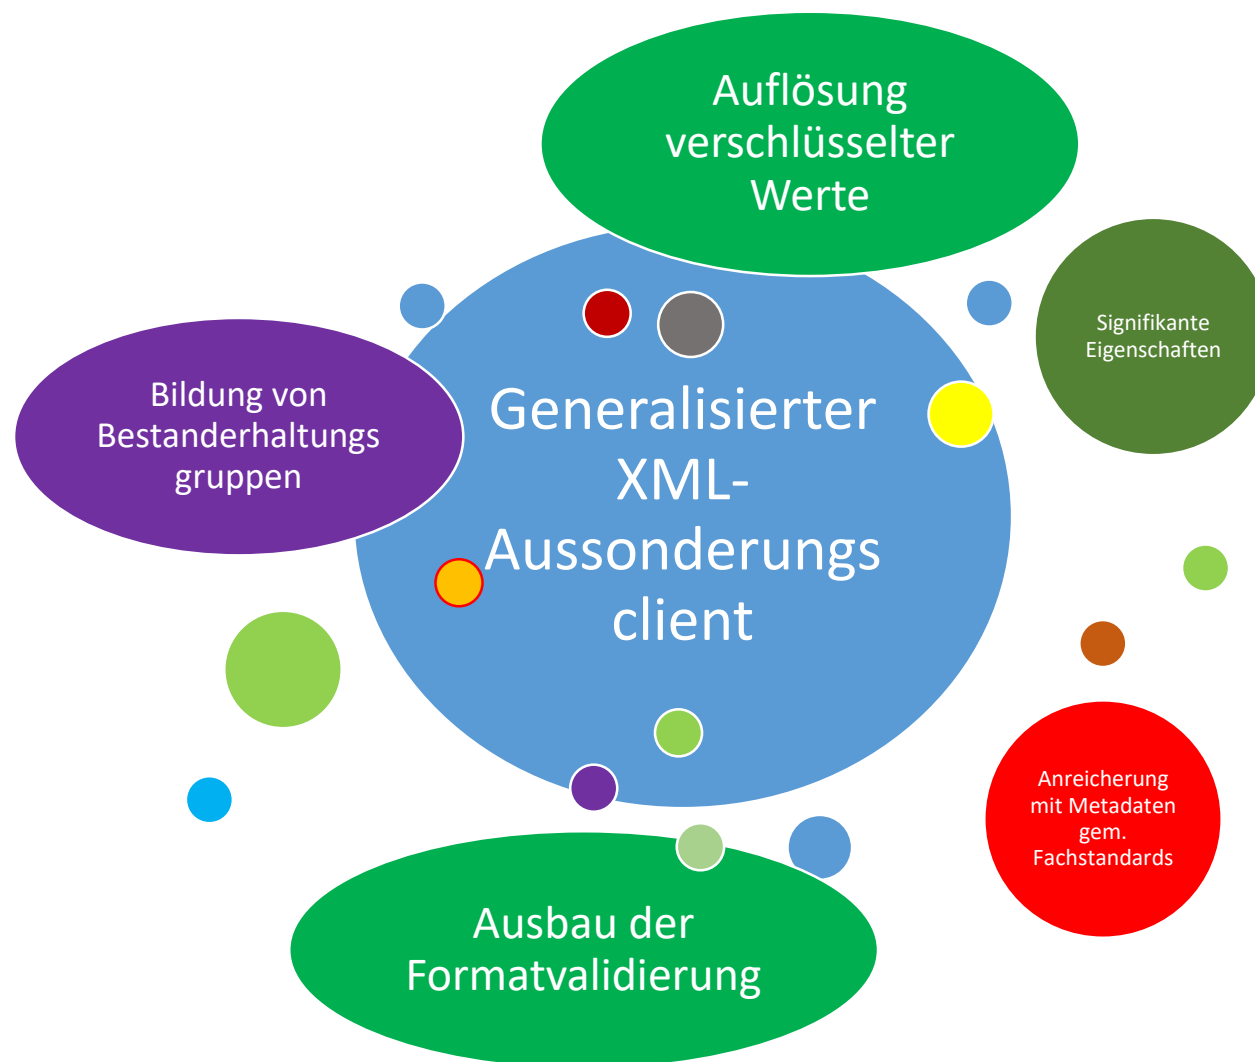 Auflösung
verschlüsselter
Werte
Signifikante
Eigenschaften
Bildung von
Bestanderhaltungs
gruppen
Generalisierter
XML-
Aussonderungs
client
Anreicherung
mit Metadaten
gem.
Fachstandards
Ausbau der
Formatvalidierung